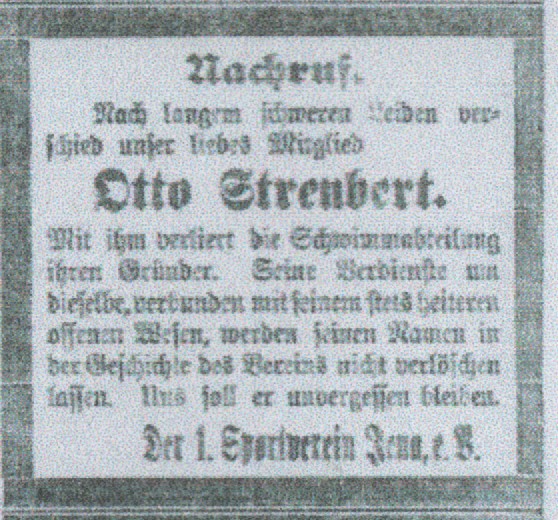 Nachruf.
Nach langem schweren Leiden ver-
schied unser liebes Mitglied
Otto Strenbert.
Mit ihm verliert die Schwimmabteilung
ihren Gründer. Seine Verdienste um
dieselbe, verbunden mit seinem stets heiteren
offenen Wesen, werden seinen Namen in
der Geschichte des Vereins nicht verlöschen
lassen. Uns soll er unvergessen bleiben.
Der 1. Sportverein Jena, e. V.